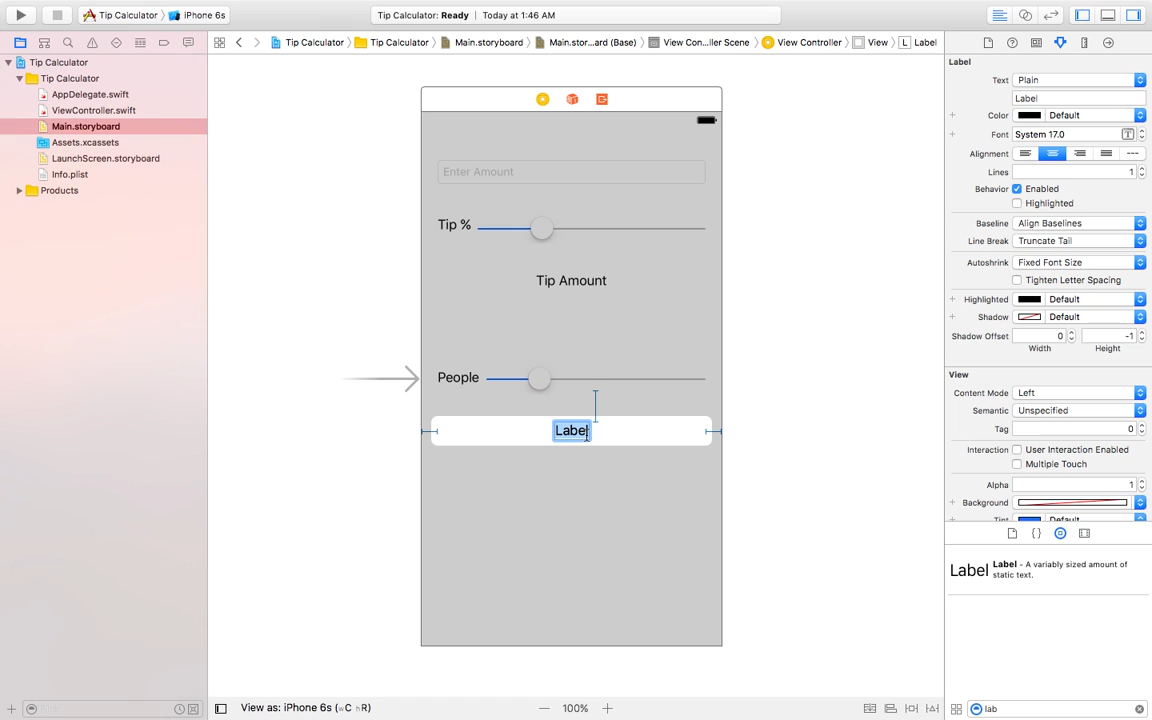 Tip Calculator
iPhone 6s
Tip Calculator: Ready
Today at 1:46 AM
Tip Calculator
Tip Calculator
Main.storyboard
Main.stor...ard (Base)
View Con...ller Scene
View Controller
View
L Label
Tip Calculator
Tip Calculator
AppDelegate.swift
ViewController.swift
Main.storyboard
Assets.xcassets
LaunchScreen.storyboard
Info.plist
Products
Enter Amount
Tip %
Tip Amount
People
Label
View as: iPhone 6s (wC hR)
100%
Label
Text Plain
Label
Color Default
Font System 17.0
Alignment
Lines 1
Behavior Enabled
Highlighted
Baseline Align Baselines
Line Break Truncate Tail
Autoshrink Fixed Font Size
Tighten Letter Spacing
Highlighted Default
Shadow Default
Shadow Offset 0 -1
Width Height
View
Content Mode Left
Semantic Unspecified
Tag 0
Interaction User Interaction Enabled
Multiple Touch
Alpha 1
Background
Tint Default
Label Label - A variably sized amount of
static text.
lab